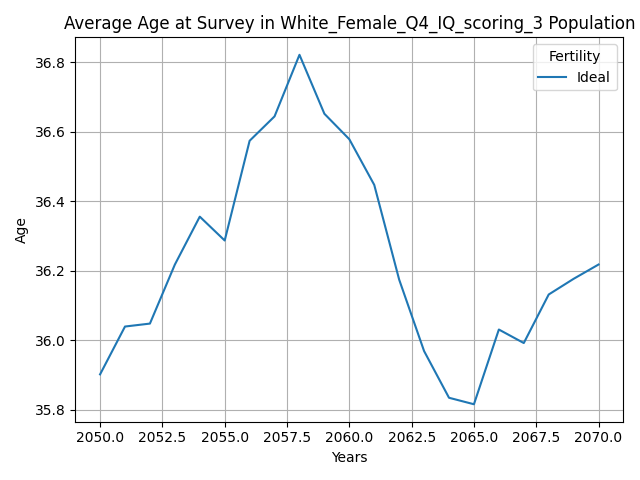 Average Age at Survey in White_Female_Q4_IQ_scoring_3 Population
Fertility
Ideal
36.8
36.6
36.4
36.2
36.0
35.8
Age
2050.0 2052.5 2055.0 2057.5 2060.0 2062.5 2065.0 2067.5 2070.0
Years